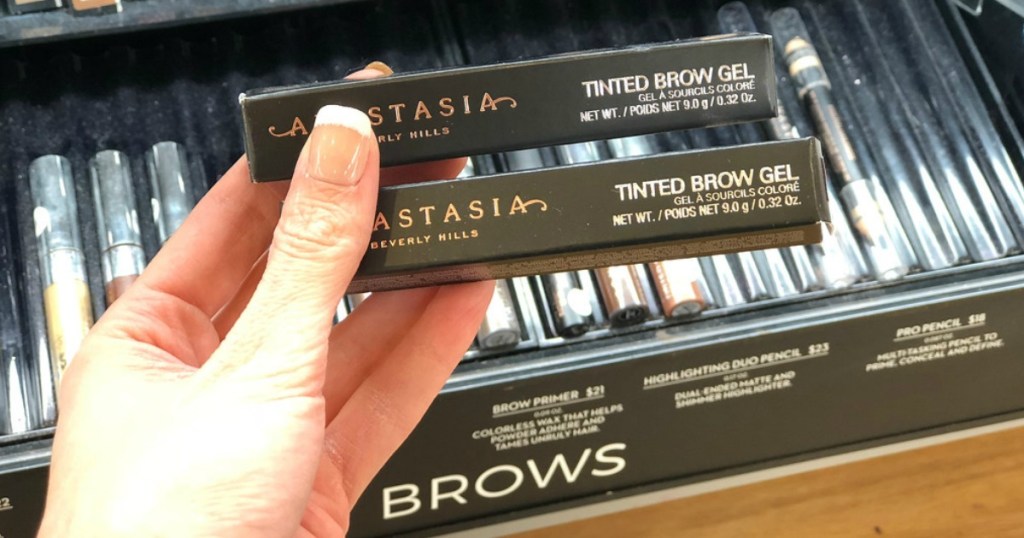 ASTASIA
ERLY HILLS
TINTED BROW GEL
GEL À SOURCILS COLORÉ
NET WT. / POIDS NET 9.0 g / 0.32 Oz.
ASTASIA
BEVERLY HILLS
TINTED BROW GEL
GEL À SOURCILS COLORÉ
NET WT. / POIDS NET 9.0 g / 0.32 Oz.
BROW PRIMER $21
COLORLESS WAX THAT HELPS
POWDER ADHERE AND
TAMES UNRULY HAIR.
HIGHLIGHTING DUO PENCIL $23
DUAL-ENDED MATTE AND
SHIMMER HIGHLIGHTER.
PRO PENCIL $18
MULTI-TASKING PENCIL TO
PRIME, CONCEAL AND DEFINE.
BROWS